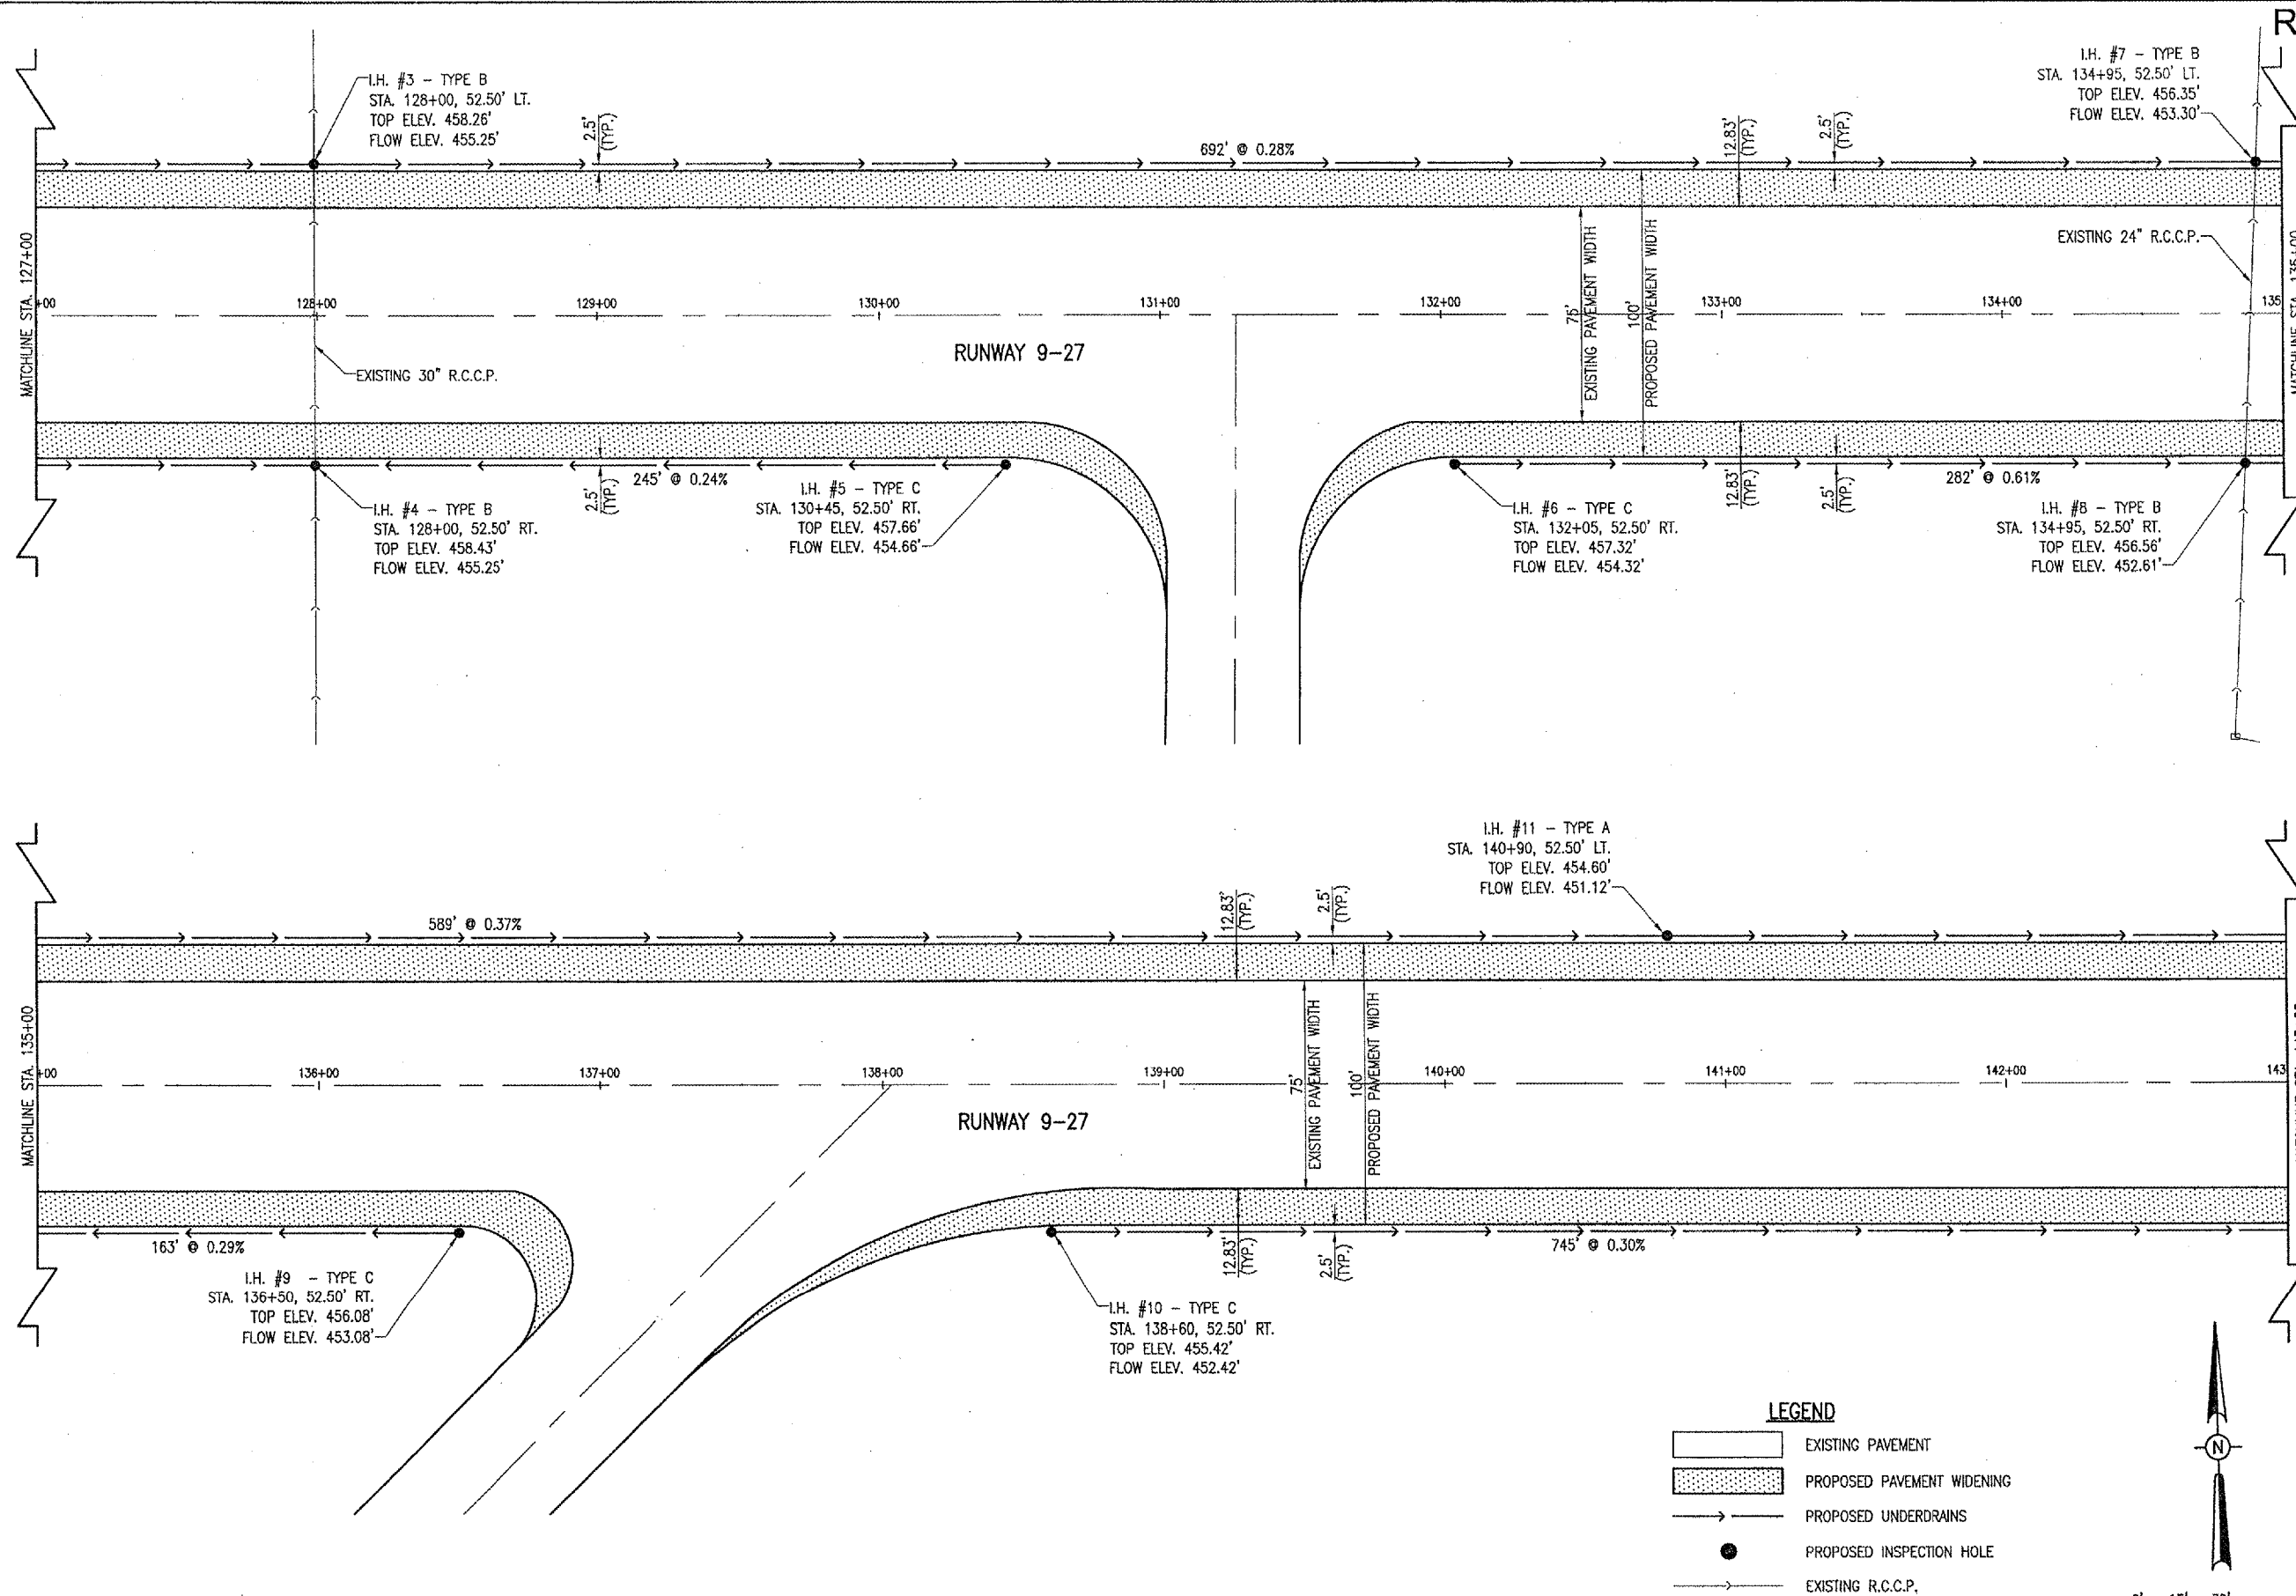 R
I.H. #3 - TYPE B
STA. 128+00, 52.50' LT.
TOP ELEV. 458.26'
FLOW ELEV. 455.25'
2.5'
(TYP.)
692' @ 0.28%
12.83'
(TYP.)
2.5'
(TYP.)
I.H. #7 - TYPE B
STA. 134+95, 52.50' LT.
TOP ELEV. 456.35'
FLOW ELEV. 453.30'
MATCHLINE STA. 127+00
EXISTING 24" R.C.C.P.
+00
128+00
129+00
130+00
131+00
132+00
133+00
134+00
135
75'
EXISTING PAVEMENT WIDTH
100'
PROPOSED PAVEMENT WIDTH
MATCHLINE STA. 135+00
RUNWAY 9-27
EXISTING 30" R.C.C.P.
245' @ 0.24%
2.5'
(TYP.)
I.H. #4 - TYPE B
STA. 128+00, 52.50' RT.
TOP ELEV. 458.43'
FLOW ELEV. 455.25'
I.H. #5 - TYPE C
STA. 130+45, 52.50' RT.
TOP ELEV. 457.66'
FLOW ELEV. 454.66'
I.H. #6 - TYPE C
STA. 132+05, 52.50' RT.
TOP ELEV. 457.32'
FLOW ELEV. 454.32'
12.83'
(TYP.)
2.5'
(TYP.)
282' @ 0.61%
I.H. #8 - TYPE B
STA. 134+95, 52.50' RT.
TOP ELEV. 456.56'
FLOW ELEV. 452.61'
I.H. #11 - TYPE A
STA. 140+90, 52.50' LT.
TOP ELEV. 454.60'
FLOW ELEV. 451.12'
589' @ 0.37%
12.83'
(TYP.)
2.5'
(TYP.)
MATCHLINE STA. 135+00
+00
136+00
137+00
138+00
139+00
140+00
141+00
142+00
143
75'
EXISTING PAVEMENT WIDTH
100'
PROPOSED PAVEMENT WIDTH
RUNWAY 9-27
163' @ 0.29%
I.H. #9 - TYPE C
STA. 136+50, 52.50' RT.
TOP ELEV. 456.08'
FLOW ELEV. 453.08'
I.H. #10 - TYPE C
STA. 138+60, 52.50' RT.
TOP ELEV. 455.42'
FLOW ELEV. 452.42'
12.83'
(TYP.)
2.5'
(TYP.)
745' @ 0.30%
LEGEND
EXISTING PAVEMENT
PROPOSED PAVEMENT WIDENING
PROPOSED UNDERDRAINS
PROPOSED INSPECTION HOLE
EXISTING R.C.C.P.
N